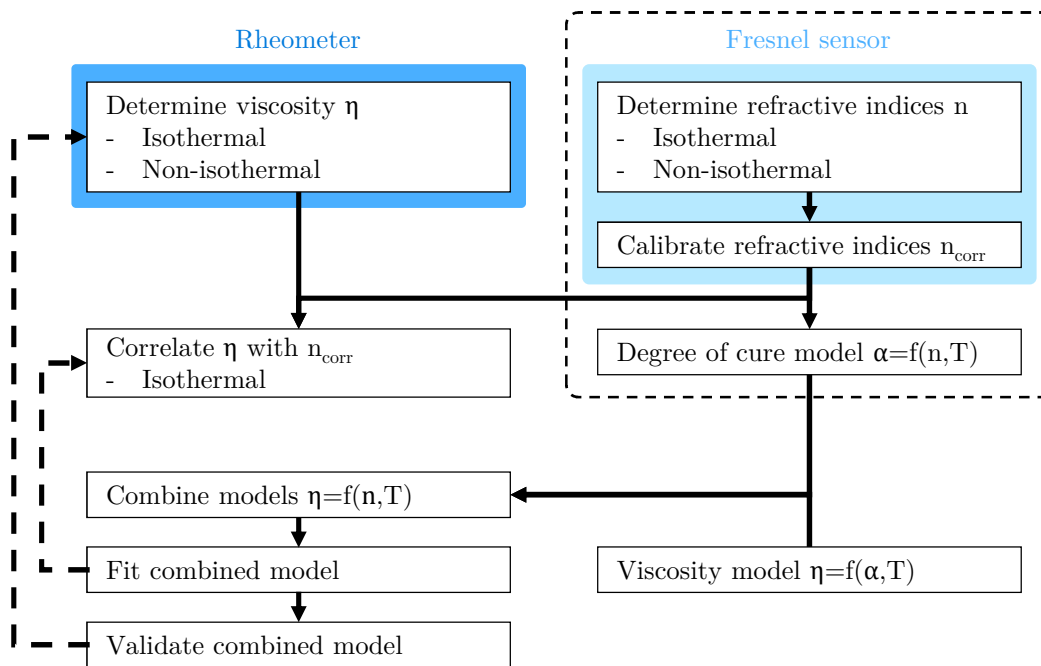 Rheometer
Determine viscosity η
- Isothermal
- Non-isothermal
Fresnel sensor
Determine refractive indices n
- Isothermal
- Non-isothermal
Calibrate refractive indices n_corr
Correlate η with n_corr
- Isothermal
Degree of cure model α=f(n,T)
Combine models η=f(n,T)
Fit combined model
Viscosity model η=f(α,T)
Validate combined model